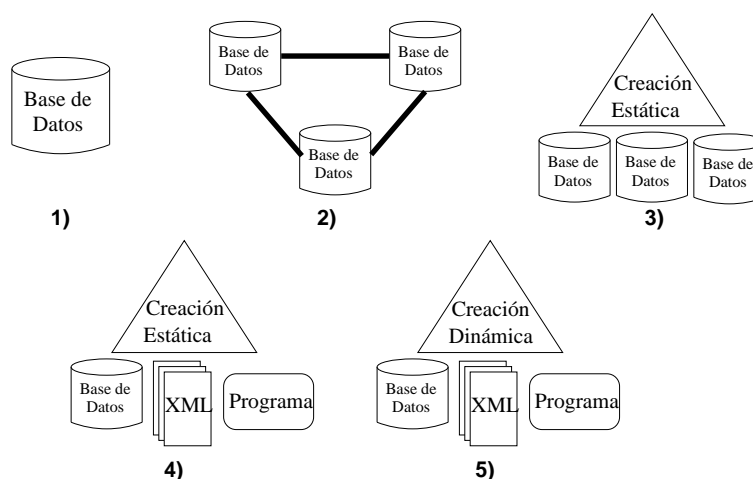 Base de
Datos
1)
Base de
Datos
Base de
Datos
Base de
Datos
2)
Creación
Estática
Base de
Datos
Base de
Datos
Base de
Datos
3)
Creación
Estática
Base de
Datos
XML
Programa
4)
Creación
Dinámica
Base de
Datos
XML
Programa
5)